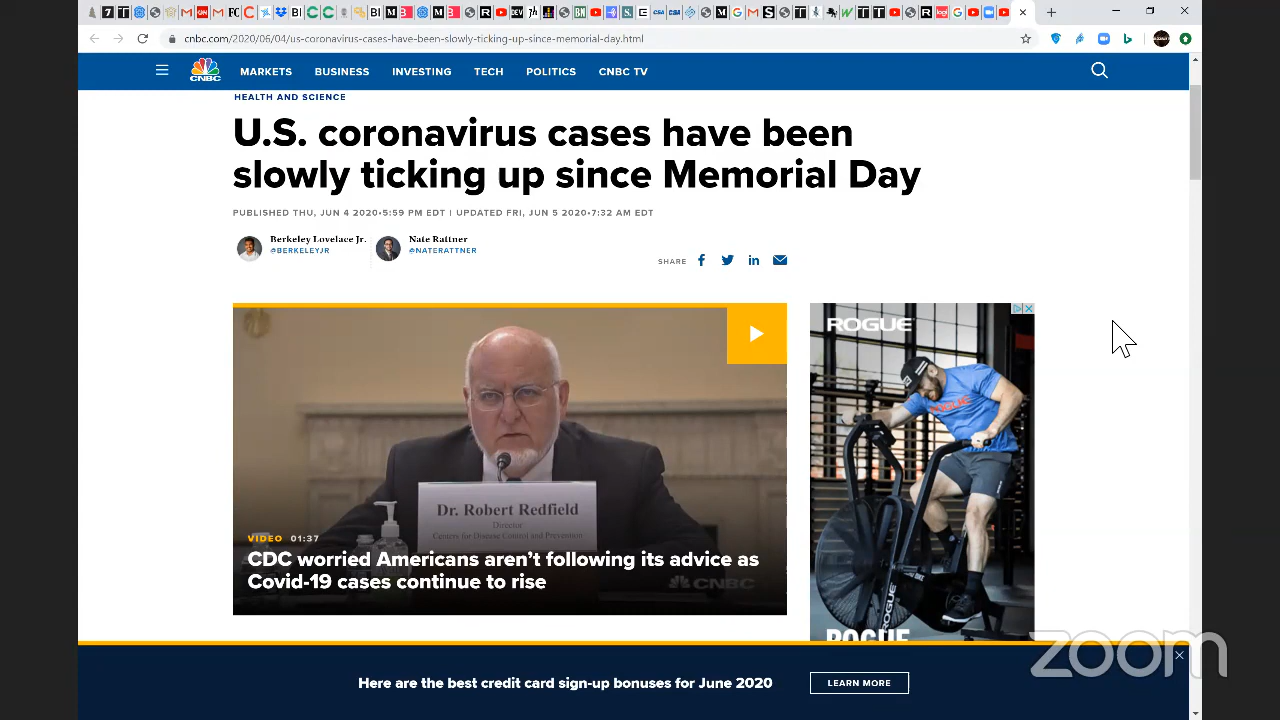 cnbc.com/2020/06/04/us-coronavirus-cases-have-been-slowly-ticking-up-since-memorial-day.html
CNBC
MARKETS BUSINESS INVESTING TECH POLITICS CNBC TV
HEALTH AND SCIENCE
U.S. coronavirus cases have been
slowly ticking up since Memorial Day
PUBLISHED THU, JUN 4 2020•5:59 PM EDT | UPDATED FRI, JUN 5 2020•7:32 AM EDT
Berkeley Lovelace Jr.
@BERKELEYJR
Nate Rattner
@NATERATTNER
SHARE
ROGUE
ROGUE
Dr. Robert Redfield
Director
Centers for Disease Control and Prevention
VIDEO 01:37
CDC worried Americans aren't following its advice as
Covid-19 cases continue to rise
CNBC
ROGUE
ROGUE
zoom
Here are the best credit card sign-up bonuses for June 2020
LEARN MORE